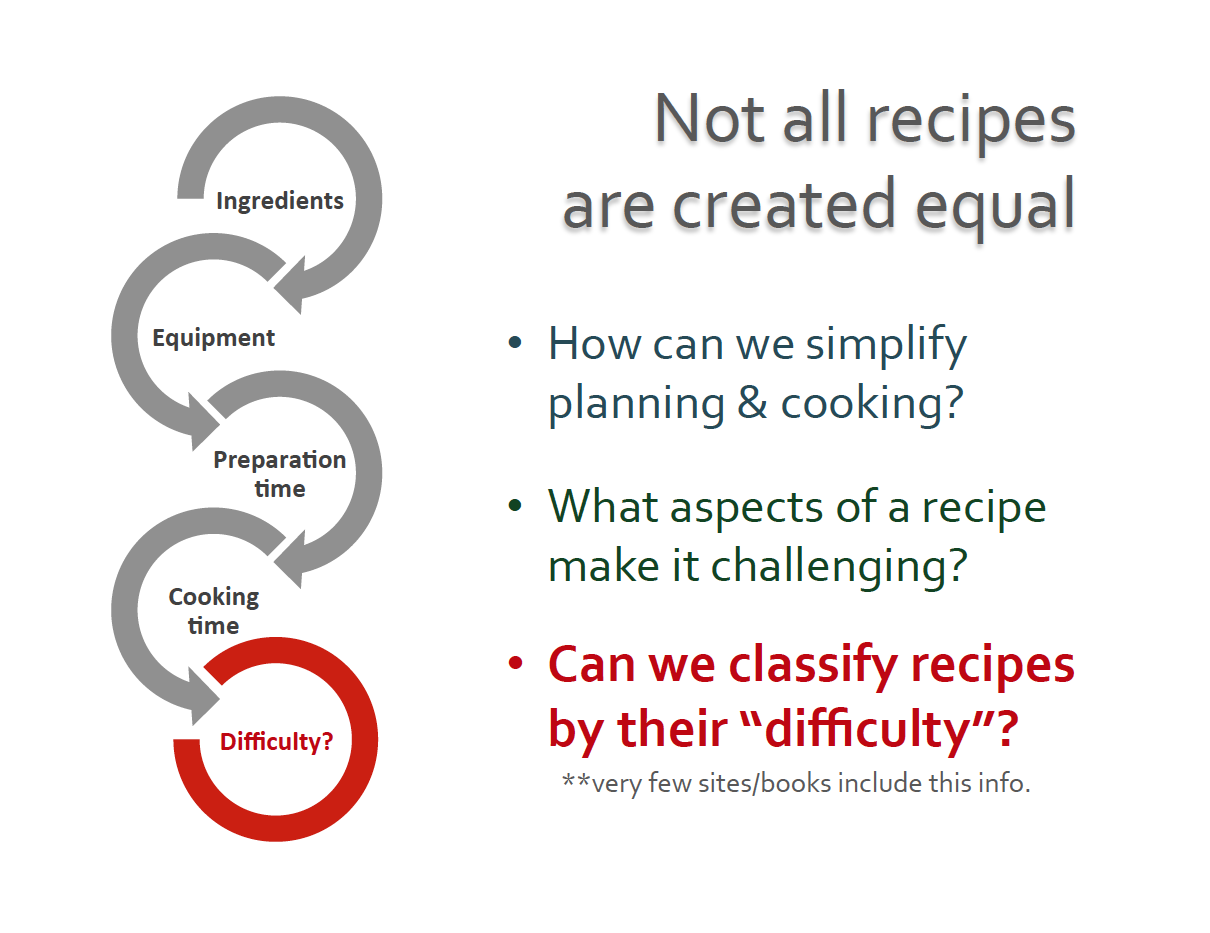 Not all recipes
are created equal
Ingredients
Equipment
Preparation
time
Cooking
time
Difficulty?
• How can we simplify
planning & cooking?
• What aspects of a recipe
make it challenging?
• Can we classify recipes
by their “difficulty”?
**very few sites/books include this info.